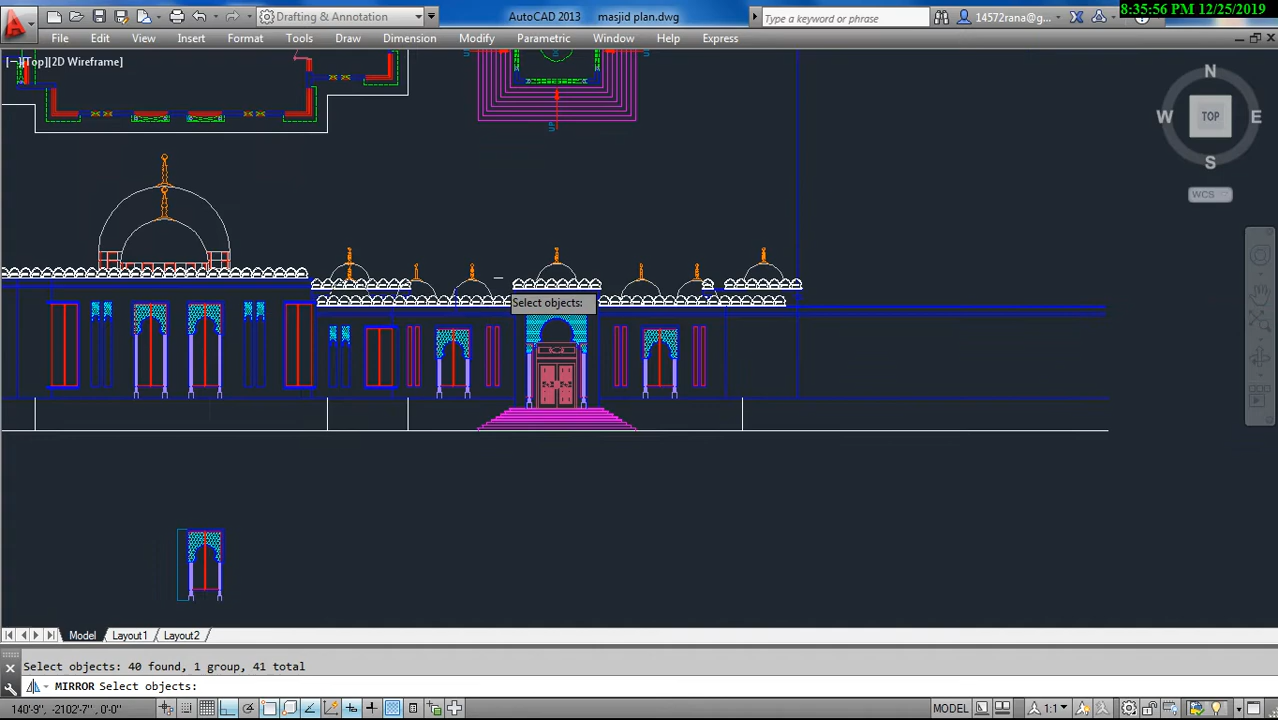 Drafting & Annotation
AutoCAD 2013 masjid plan.dwg
Type a keyword or phrase
14572rana@g...
8:35:56 PM 12/25/2019
File Edit View Insert Format Tools Draw Dimension Modify Parametric Window Help Express
[−][Top][2D Wireframe]
N
W TOP E
S
WCS
UP
Select objects:
Model Layout1 Layout2
Select objects: 40 found, 1 group, 41 total
MIRROR Select objects:
140'-9", -2102'-7", 0'-0"
MODEL
1:1